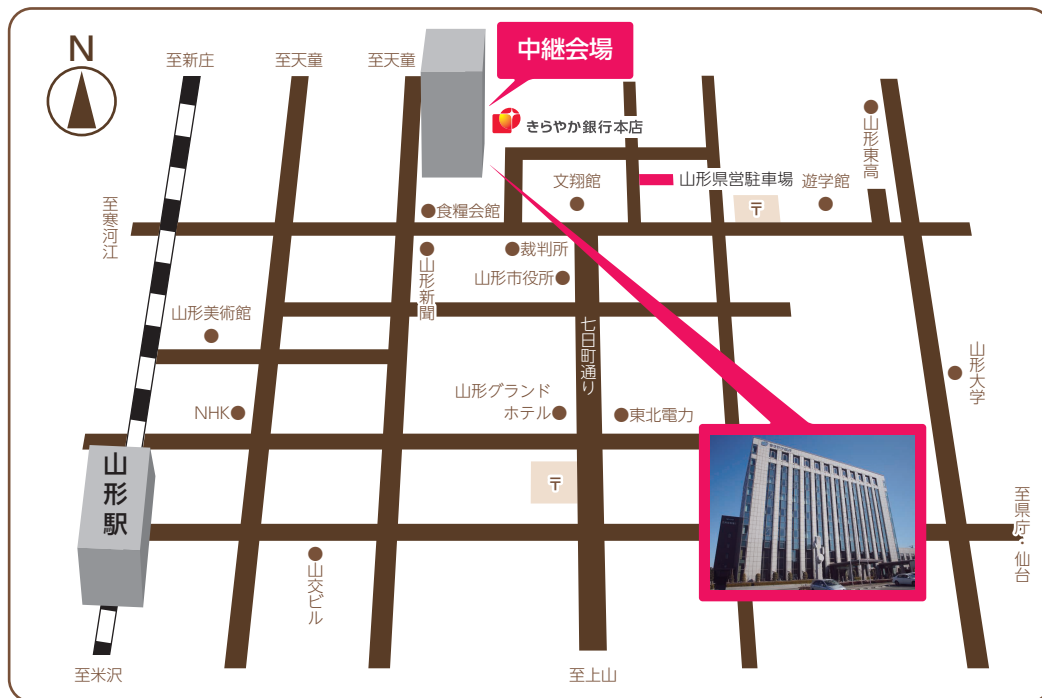 中継会場
N
至新庄
至天童
至天童
きらやか銀行本店
山形東高
文翔館
山形県営駐車場
遊学館
〒
至寒河江
食糧会館
裁判所
山形新聞
山形市役所
山形美術館
七日町通り
山形大学
山形グランド
ホテル
NHK
東北電力
山形駅
〒
至県庁・仙台
山交ビル
至米沢
至上山